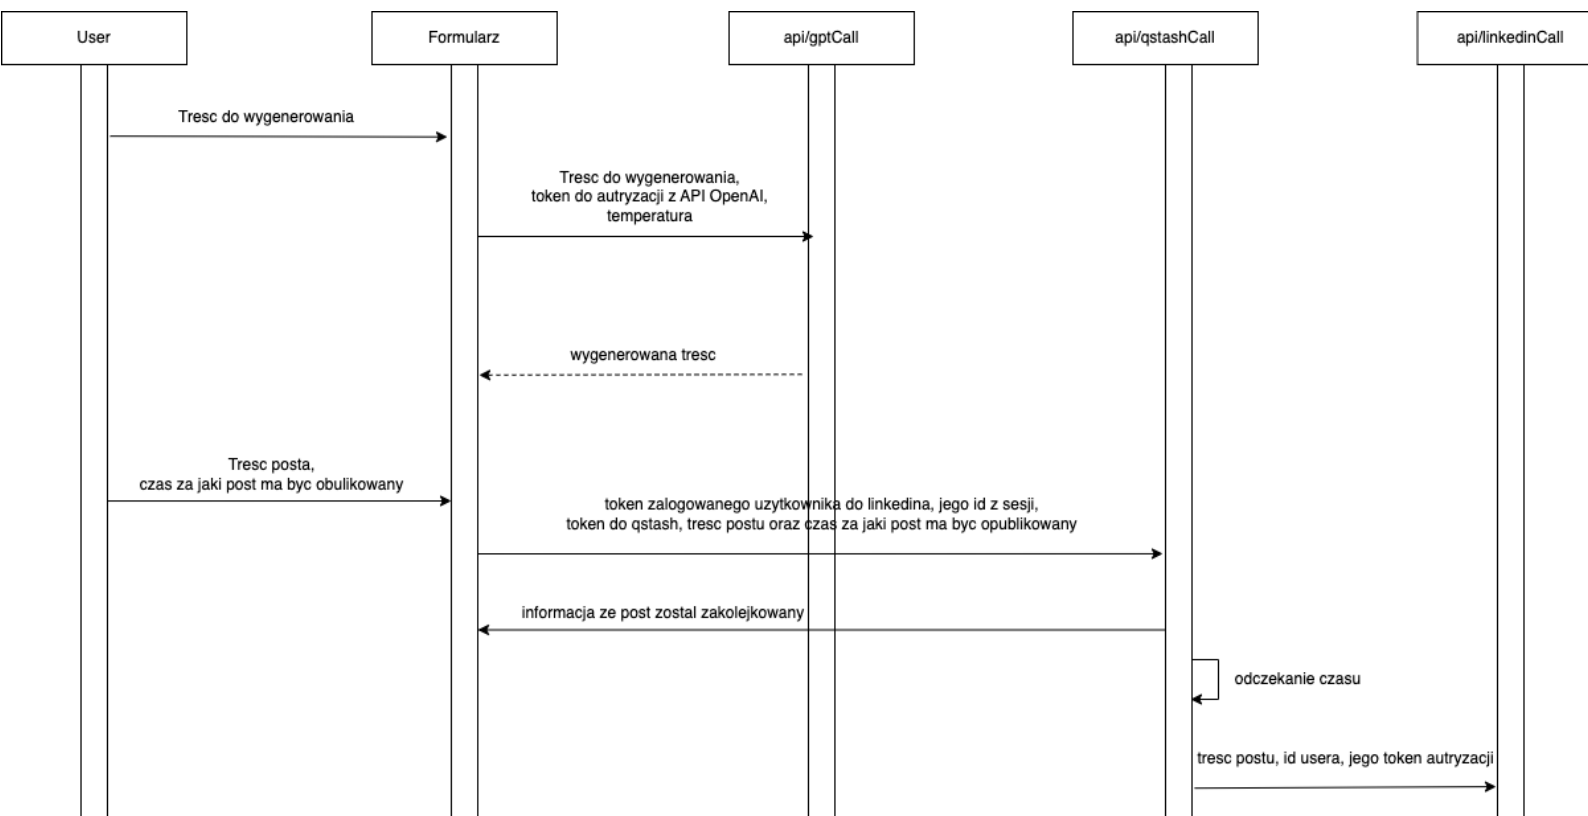 User
Formularz
api/gptCall
api/qstashCall
api/linkedinCall
Tresc do wygenerowania
Tresc do wygenerowania,
token do autryzacji z API OpenAI,
temperatura
wygenerowana tresc
Tresc posta,
czas za jaki post ma byc obulikowany
token zalogowanego uzytkownika do linkedina, jego id z sesji,
token do qstash, tresc postu oraz czas za jaki post ma byc opublikowany
informacja ze post zostal zakolejkowany
odczekanie czasu
tresc postu, id usera, jego token autryzacji